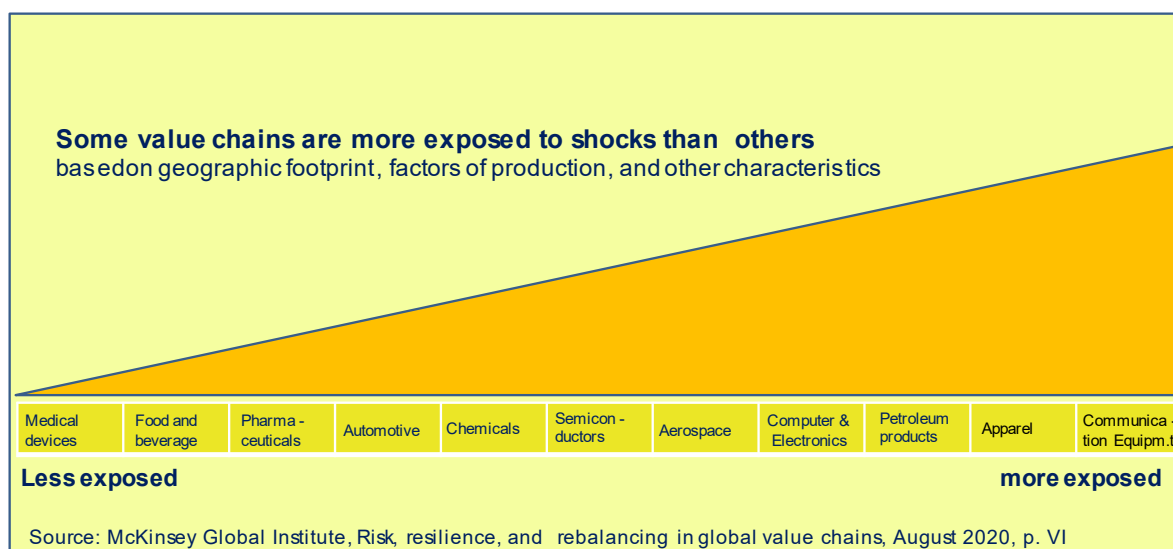 Some value chains are more exposed to shocks than others
basedon geographic footprint, factors of production, and other characteristics
Medical
devices
Food and
beverage
Pharma -
ceuticals
Automotive
Chemicals
Semicon -
ductors
Aerospace
Computer &
Electronics
Petroleum
products
Apparel
Communica -
tion Equipm.t
Less exposed
more exposed
Source: McKinsey Global Institute, Risk, resilience, and rebalancing in global value chains, August 2020, p. VI